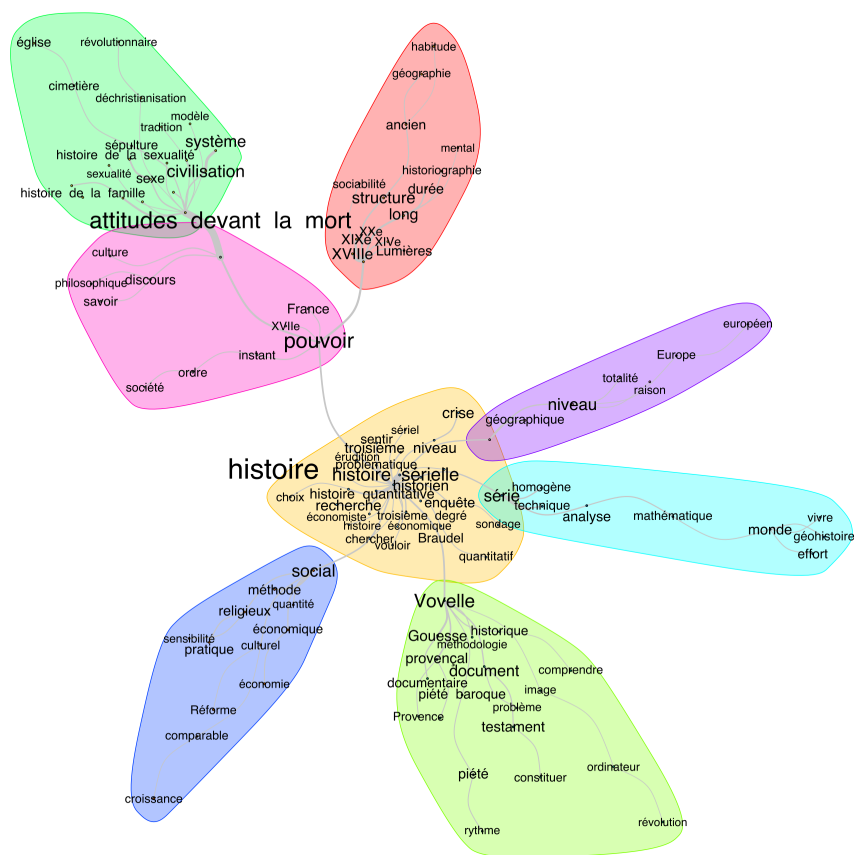 église
révolutionnaire
cimetière
déchristianisation
modèle
tradition
sépulture
système
histoire de la sexualité
sexualité
sexe
civilisation
histoire de la famille
attitudes devant la mort
habitude
géographie
ancien
mental
historiographie
sociabilité
durée
structure
long
XXe
XIXe
XIVe
XVIIIe
Lumières
culture
philosophique
discours
savoir
France
XVIIe
pouvoir
instant
ordre
société
européen
Europe
totalité
raison
niveau
géographique
crise
sériel
sentir
troisième niveau
érudition
problématique
histoire
histoire sérielle
historien
choix
histoire quantitative
recherche
enquête
économiste
troisième degré
sondage
histoire économique
chercher
Braudel
vouloir
quantitatif
série
homogène
technique
analyse
mathématique
monde
vivre
géohistoire
effort
social
méthode
quantité
religieux
économique
sensibilité
culturel
pratique
économie
Réforme
comparable
croissance
Vovelle
historique
Gouesse
méthodologie
provençal
document
comprendre
documentaire
image
piété baroque
problème
Provence
testament
ordinateur
piété
constituer
révolution
rythme